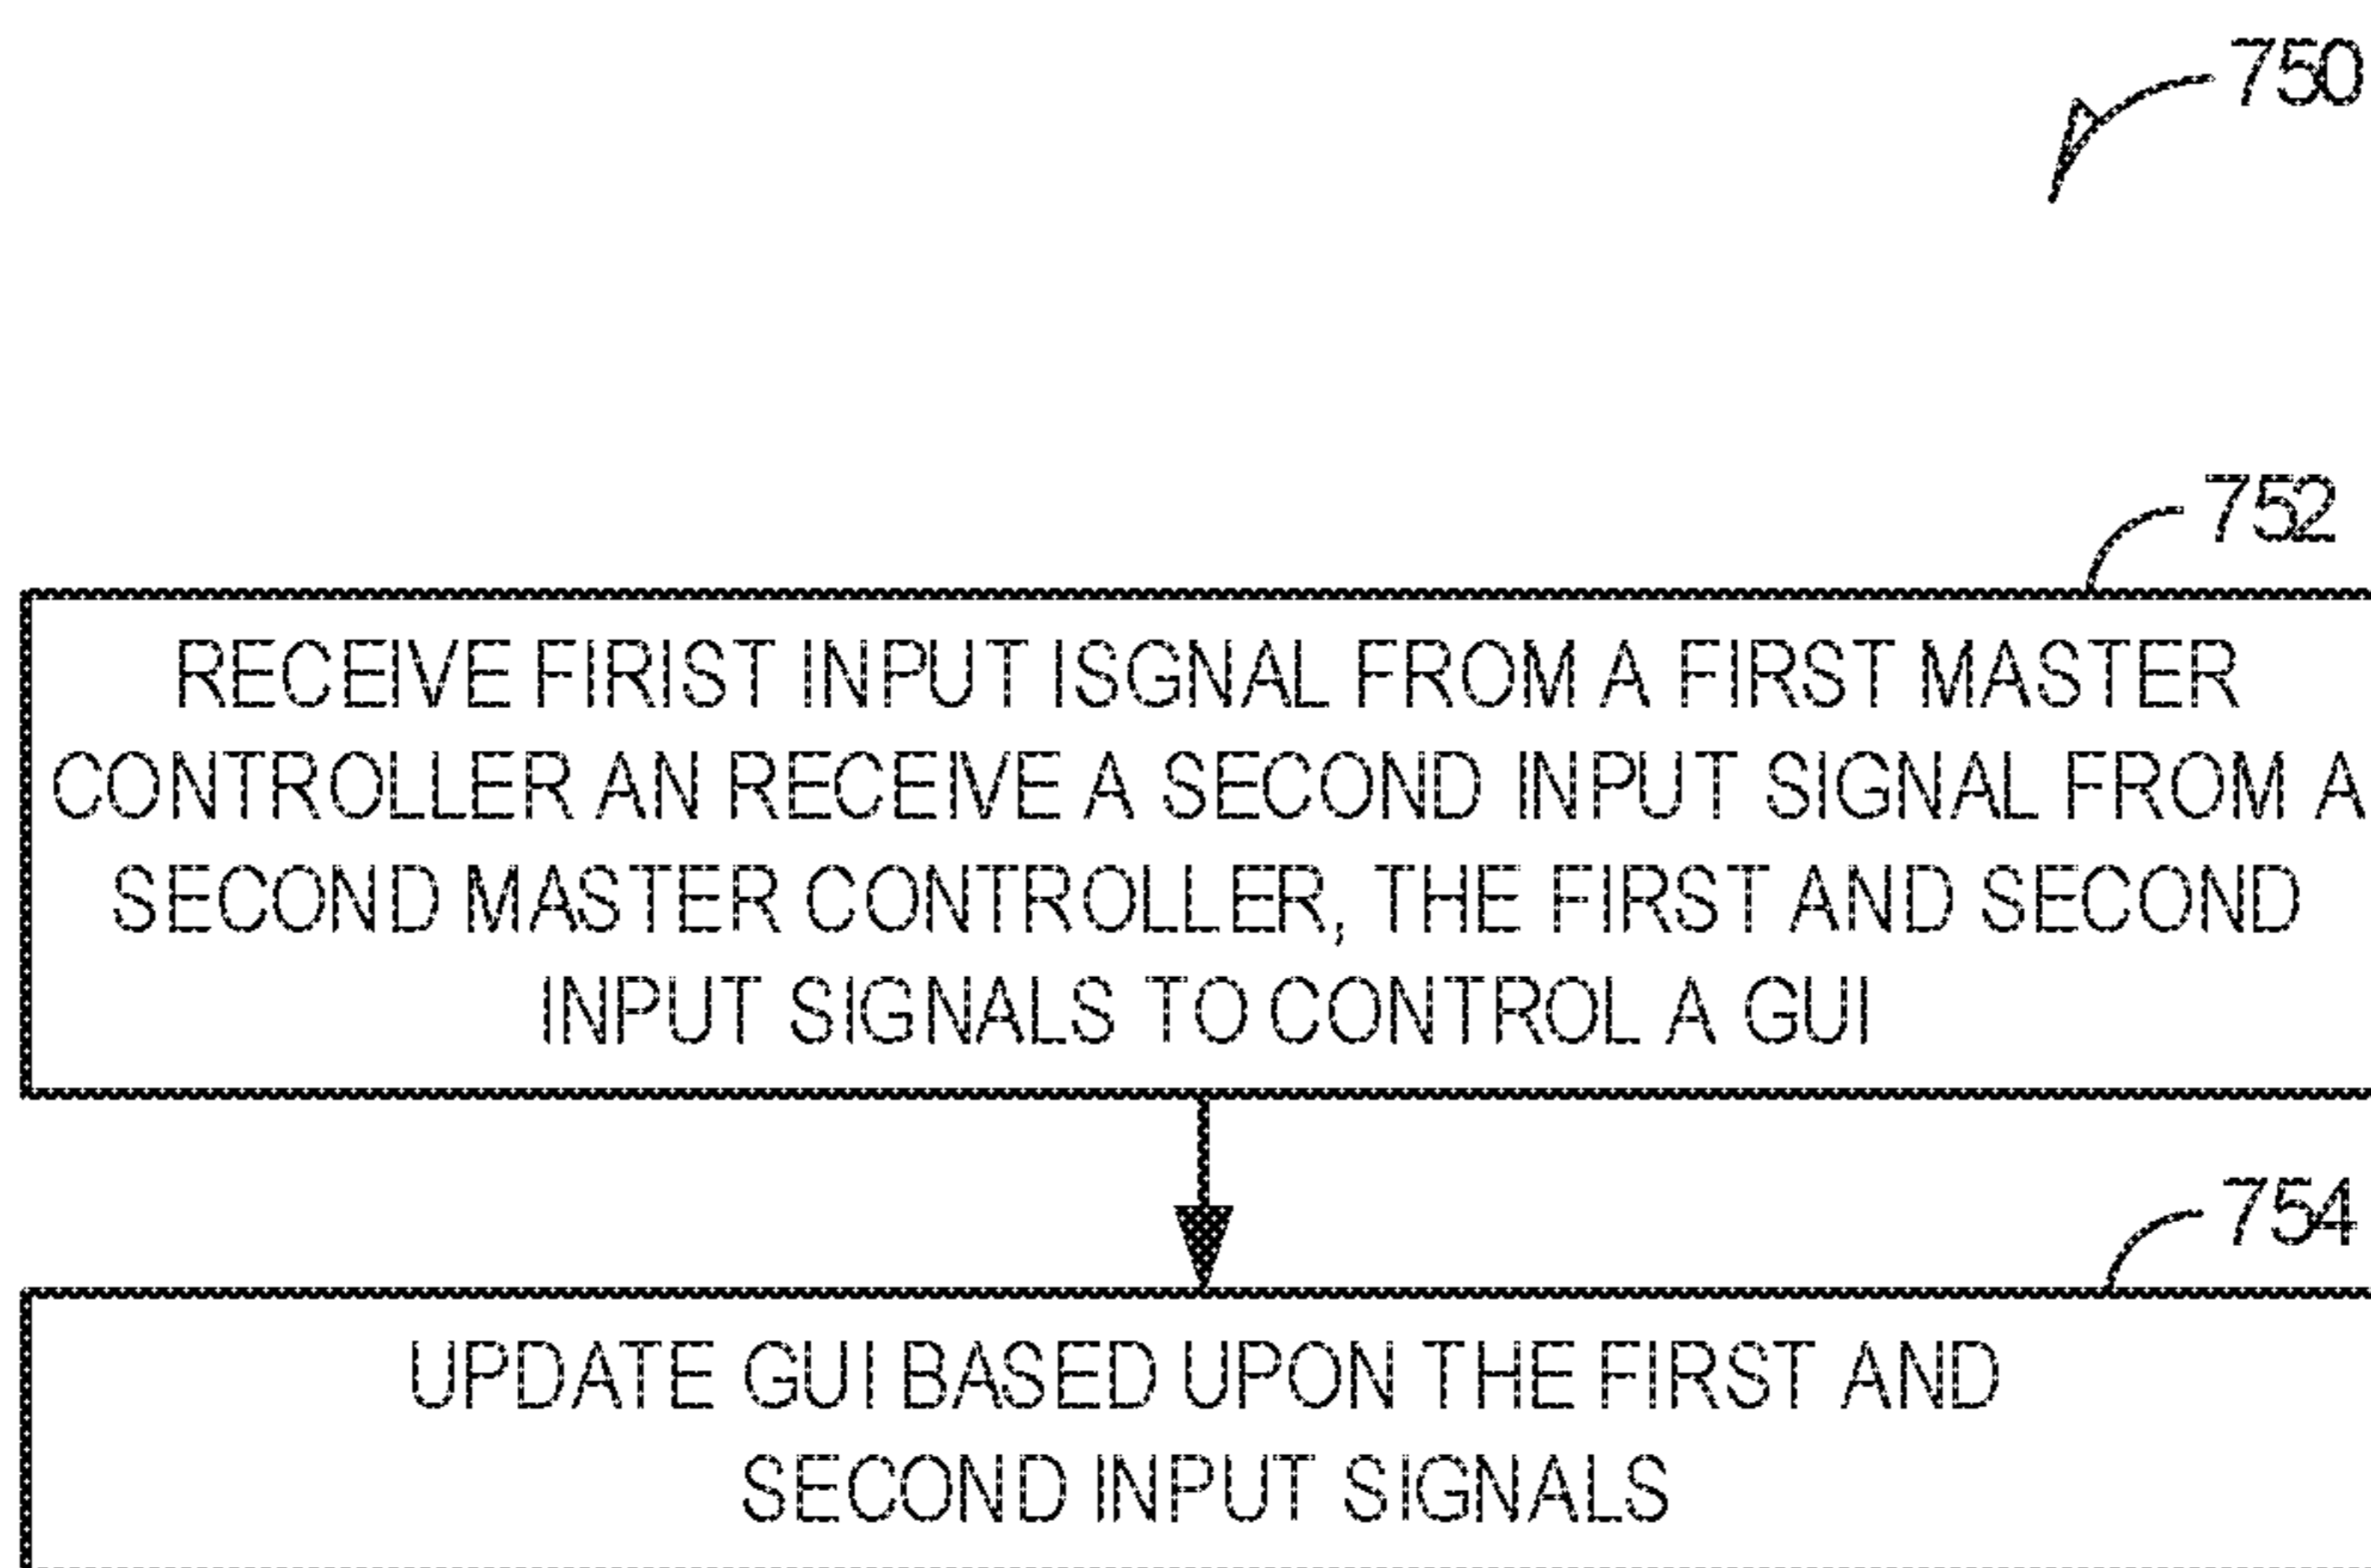 750
752
RECEIVE FIRIST INPUT ISGNAL FROM A FIRST MASTER
CONTROLLER AN RECEIVE A SECOND INPUT SIGNAL FROM A
SECOND MASTER CONTROLLER, THE FIRST AND SECOND
INPUT SIGNALS TO CONTROL A GUI
754
UPDATE GUI BASED UPON THE FIRST AND
SECOND INPUT SIGNALS